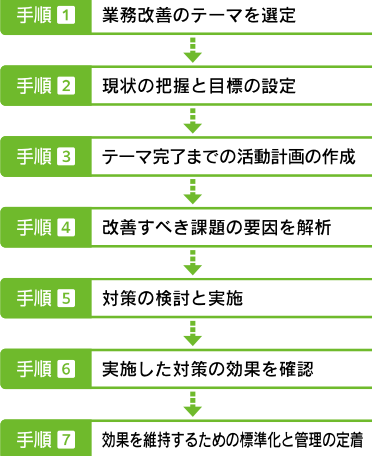 手順 1 業務改善のテーマを選定
手順 2 現状の把握と目標の設定
手順 3 テーマ完了までの活動計画の作成
手順 4 改善すべき課題の要因を解析
手順 5 対策の検討と実施
手順 6 実施した対策の効果を確認
手順 7 効果を維持するための標準化と管理の定着